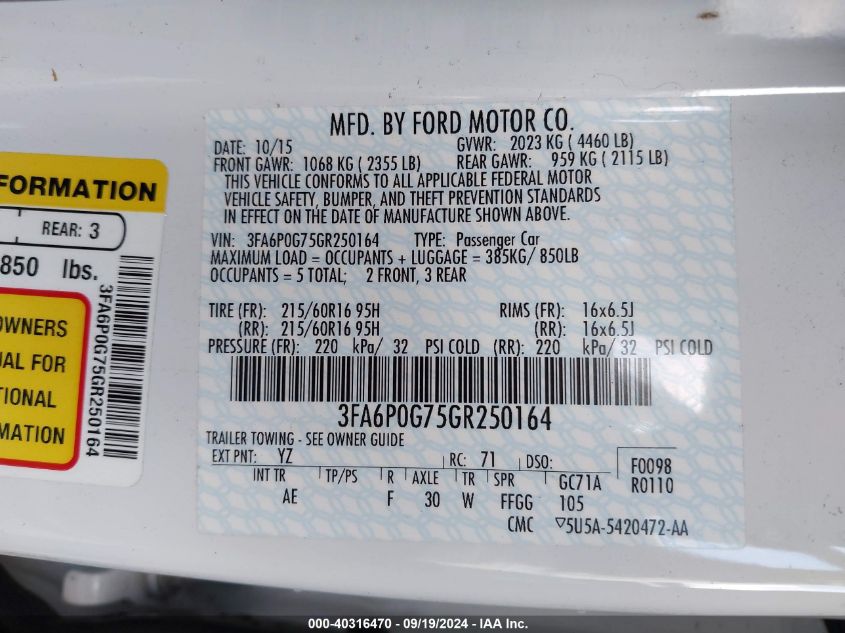 FORMATION
REAR: 3
850 lbs.
OWNERS
UAL FOR
TIONAL
MATION
3FA6P0G75GR250164
MFD. BY FORD MOTOR CO.
DATE: 10/15 GVWR: 2023 KG ( 4460 LB)
FRONT GAWR: 1068 KG ( 2355 LB) REAR GAWR: 959 KG ( 2115 LB)
THIS VEHICLE CONFORMS TO ALL APPLICABLE FEDERAL MOTOR
VEHICLE SAFETY, BUMPER, AND THEFT PREVENTION STANDARDS
IN EFFECT ON THE DATE OF MANUFACTURE SHOWN ABOVE.
VIN: 3FA6P0G75GR250164 TYPE: Passenger Car
MAXIMUM LOAD = OCCUPANTS + LUGGAGE = 385KG/ 850LB
OCCUPANTS = 5 TOTAL; 2 FRONT, 3 REAR
TIRE (FR): 215/60R16 95H RIMS (FR): 16x6.5J
(RR): 215/60R16 95H (RR): 16x6.5J
PRESSURE (FR): 220 kPa/ 32 PSI COLD (RR): 220 kPa/ 32 PSI COLD
3FA6P0G75GR250164
TRAILER TOWING - SEE OWNER GUIDE
EXT PNT: YZ RC: 71 DSO: F0098
INT TR TP/PS R AXLE TR SPR GC71A R0110
AE F 30 W FFGG 105
CMC ▽5U5A-5420472-AA
000-40316470 - 09/19/2024 - IAA Inc.